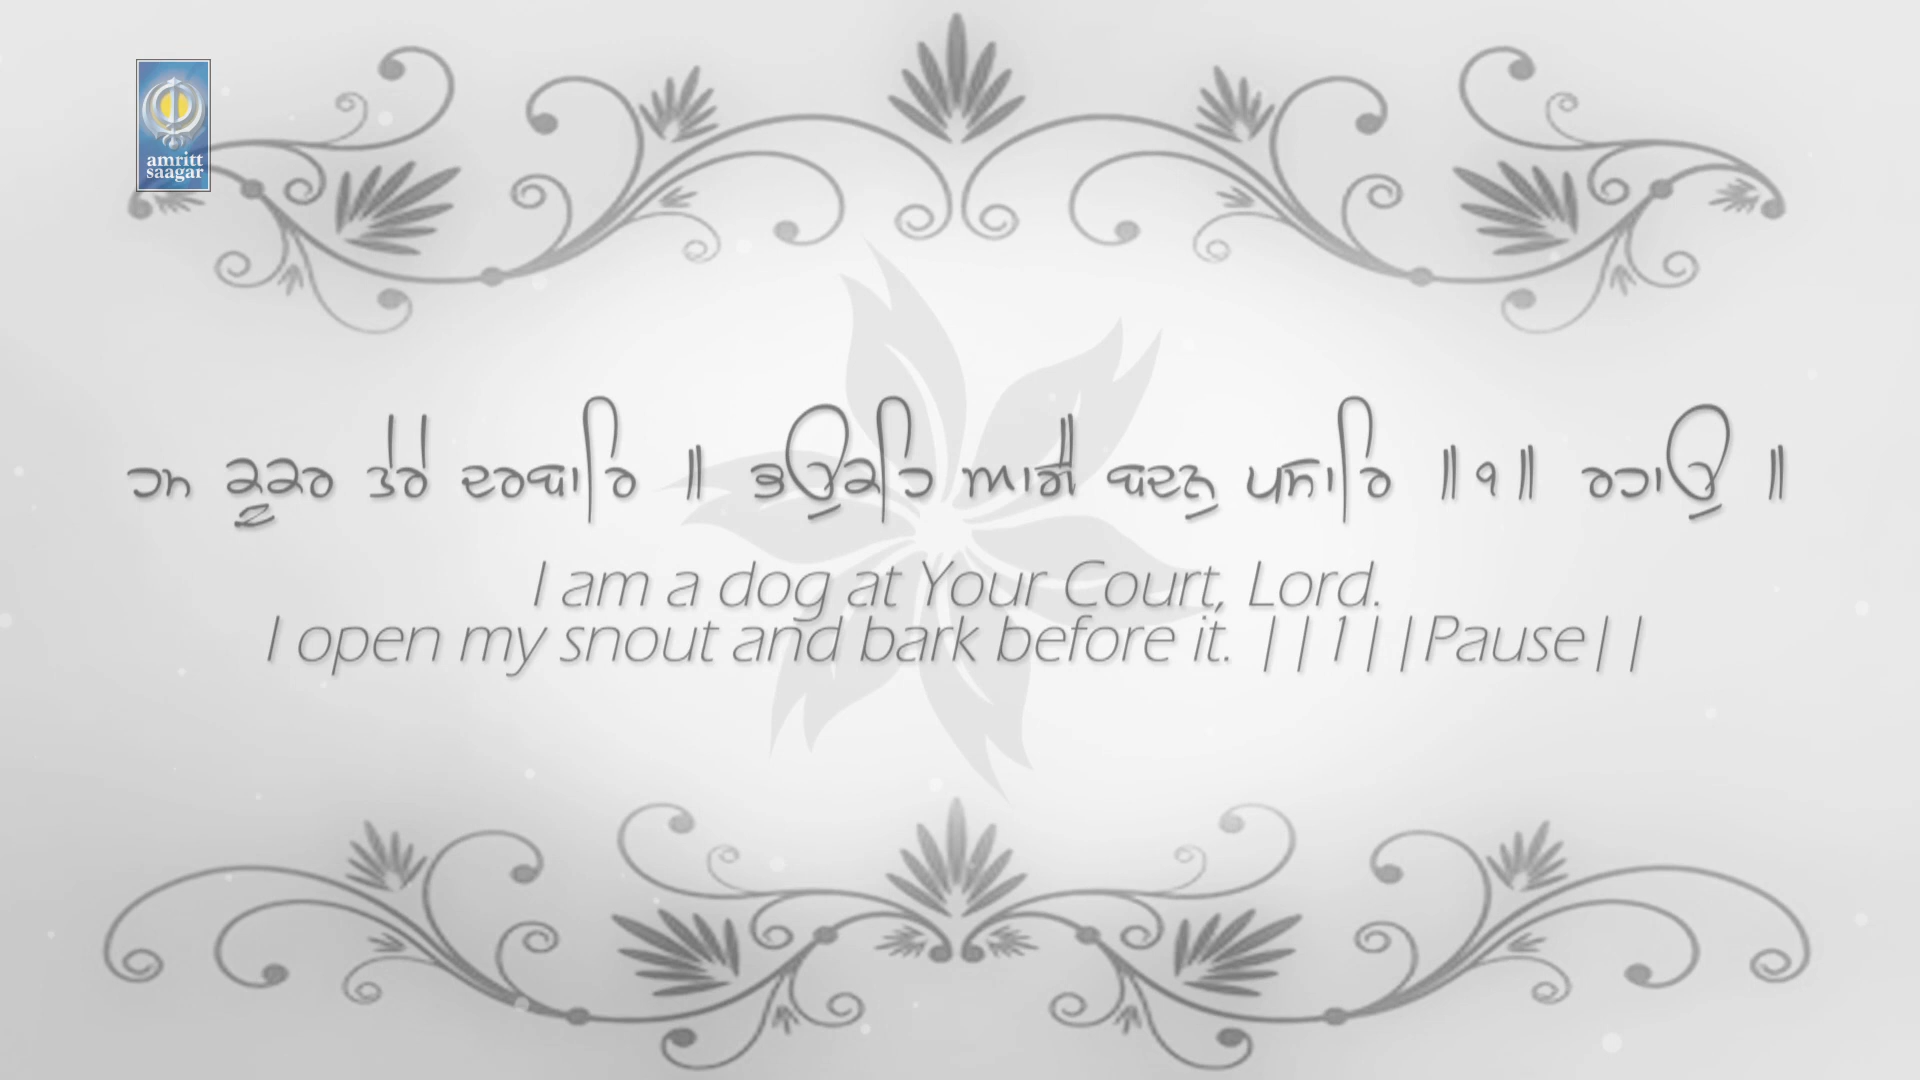 amritt
saagar
ਹਮ ਕੂਕਰ ਤੇਰੇ ਦਰਬਾਰਿ ॥ ਭਉਕਹਿ ਆਗੈ ਬਦਨੁ ਪਸਾਰਿ ॥੧॥ ਰਹਾਉ ॥
I am a dog at Your Court, Lord.
I open my snout and bark before it. ||1||Pause||